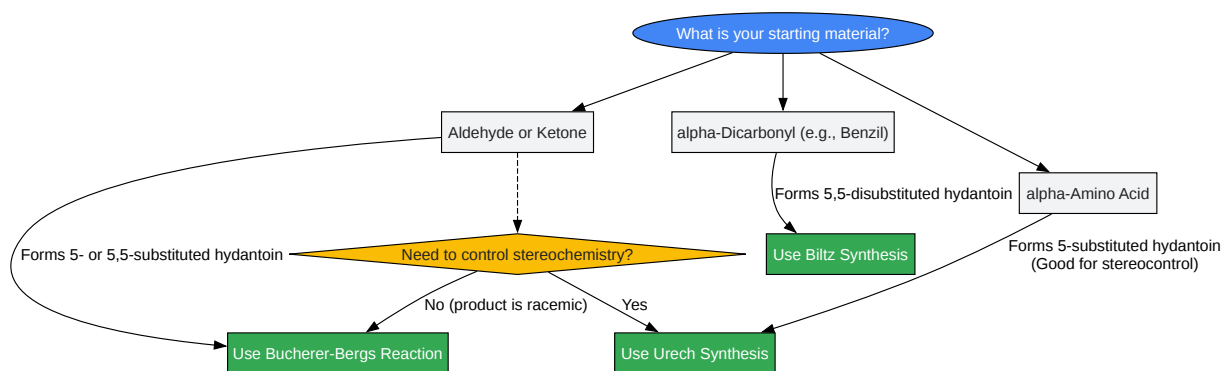 What is your starting material?
Aldehyde or Ketone
alpha-Dicarbonyl (e.g., Benzil)
alpha-Amino Acid
Forms 5,5-disubstituted hydantoin
Forms 5- or 5,5-substituted hydantoin
Need to control stereochemistry?
Use Biltz Synthesis
Forms 5-substituted hydantoin
(Good for stereocontrol)
No (product is racemic)
Yes
Use Bucherer-Bergs Reaction
Use Urech Synthesis